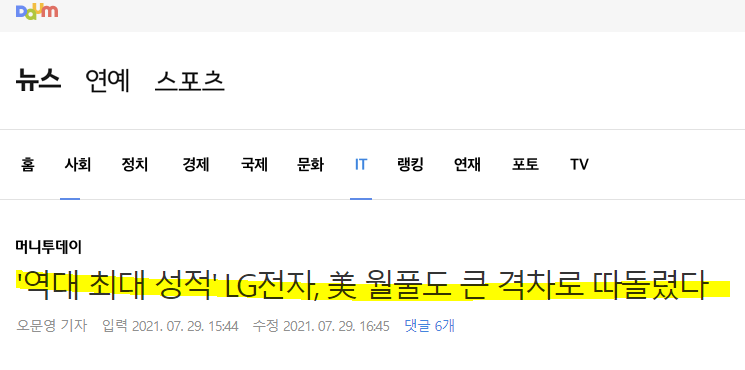 Daum
뉴스 연예 스포츠
홈 사회 정치 경제 국제 문화 IT 랭킹 연재 포토 TV
머니투데이
'역대 최대 성적' LG전자, 美 월풀도 큰 격차로 따돌렸다
오문영 기자 입력 2021. 07. 29. 15:44 수정 2021. 07. 29. 16:45 댓글 6개